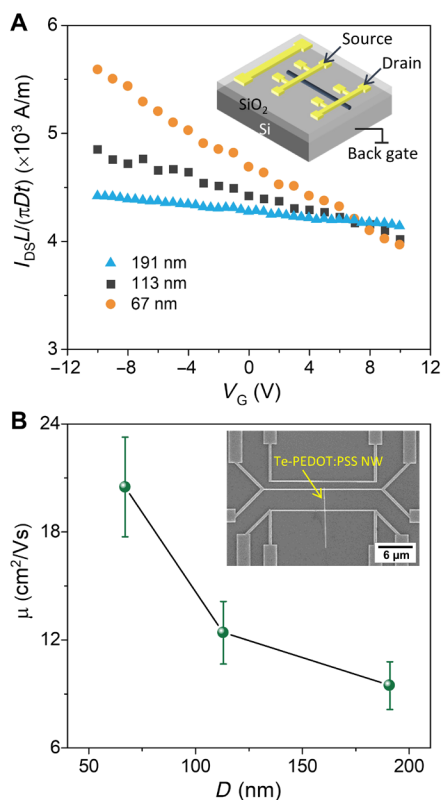 A
6
5
4
3
I_DS L/(πDt) (×10³ A/m)
Source
Drain
SiO₂
Si
Back gate
191 nm
113 nm
67 nm
−12 −8 −4 0 4 8 12
V_G (V)
B
24
18
12
6
μ (cm²/Vs)
Te-PEDOT:PSS NW
6 μm
50 100 150 200
D (nm)